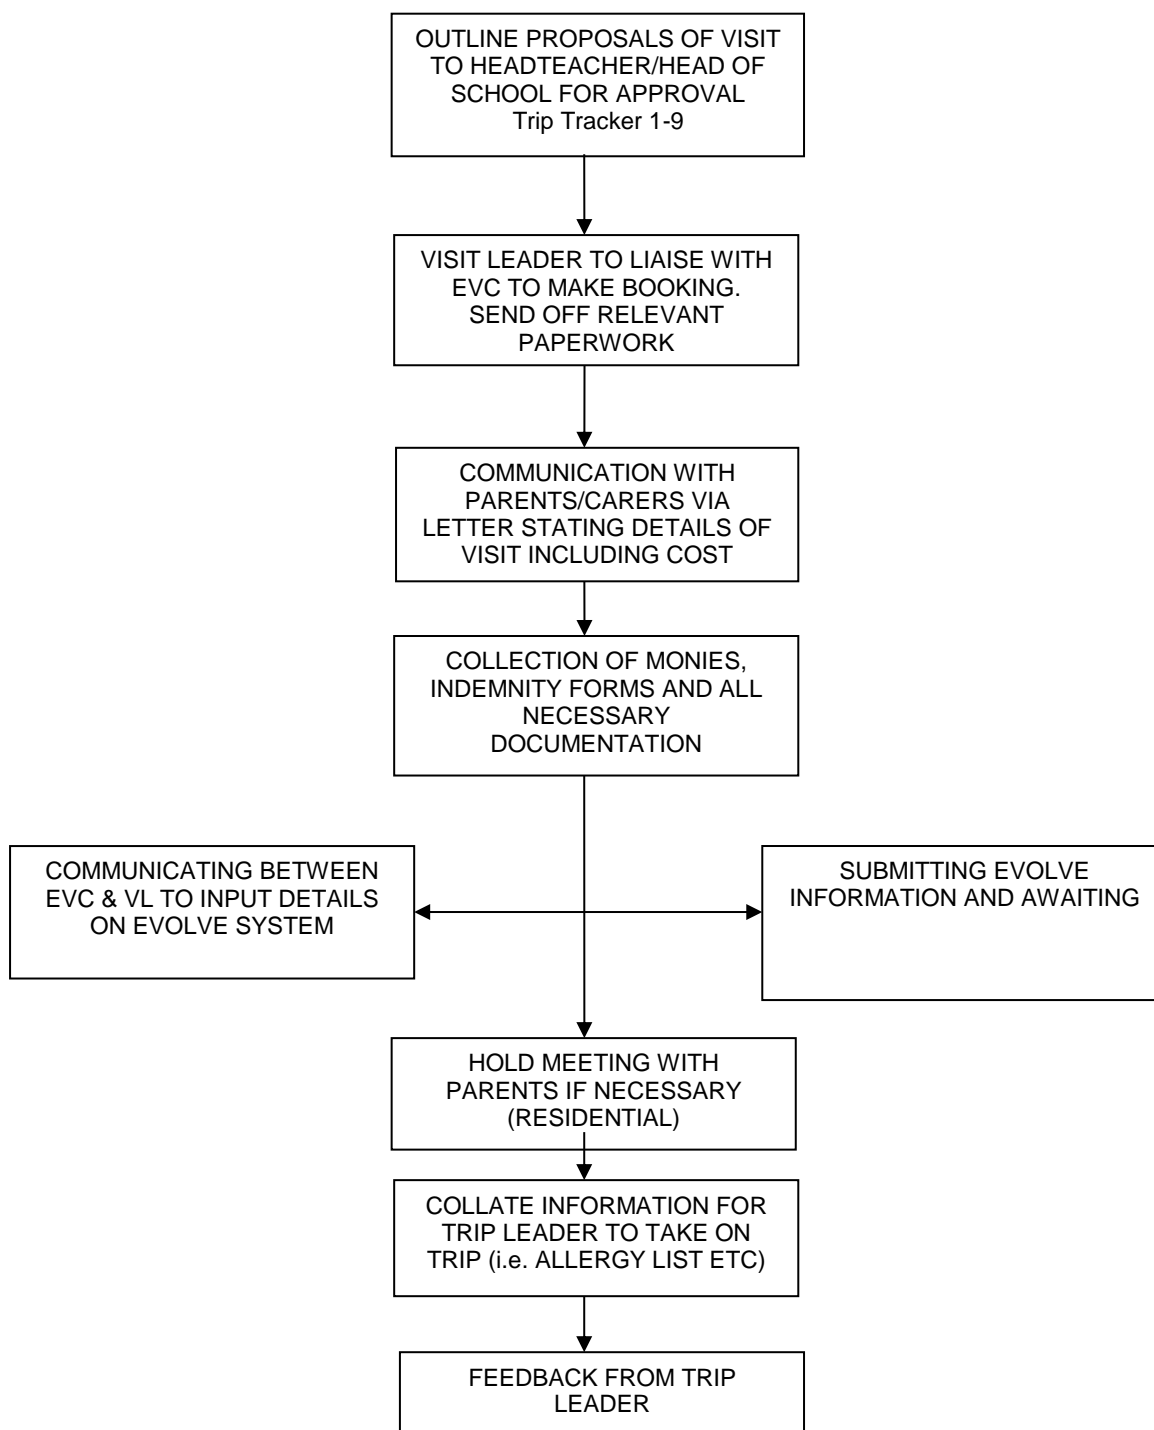 OUTLINE PROPOSALS OF VISIT
TO HEADTEACHER/HEAD OF
SCHOOL FOR APPROVAL
Trip Tracker 1-9
VISIT LEADER TO LIAISE WITH
EVC TO MAKE BOOKING.
SEND OFF RELEVANT
PAPERWORK
COMMUNICATION WITH
PARENTS/CARERS VIA
LETTER STATING DETAILS OF
VISIT INCLUDING COST
COLLECTION OF MONIES,
INDEMNITY FORMS AND ALL
NECESSARY
DOCUMENTATION
COMMUNICATING BETWEEN
EVC & VL TO INPUT DETAILS
ON EVOLVE SYSTEM
SUBMITTING EVOLVE
INFORMATION AND AWAITING
HOLD MEETING WITH
PARENTS IF NECESSARY
(RESIDENTIAL)
COLLATE INFORMATION FOR
TRIP LEADER TO TAKE ON
TRIP (i.e. ALLERGY LIST ETC)
FEEDBACK FROM TRIP
LEADER